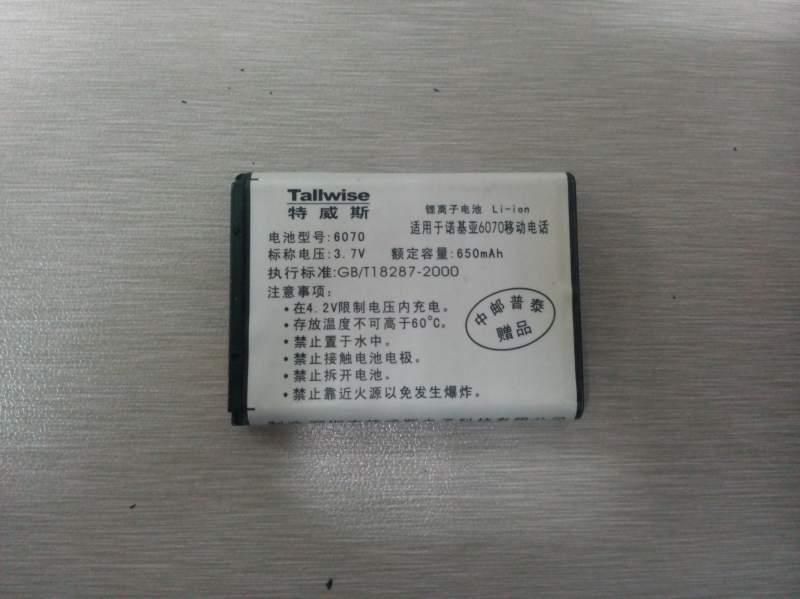 Tallwise
特威斯
锂离子电池 Li-ion
适用于诺基亚6070移动电话
电池型号:6070
标称电压:3.7V 额定容量:650mAh
执行标准:GB/T18287-2000
注意事项:
·在4.2V限制电压内充电。
·存放温度不可高于60℃。
·禁止置于水中。
·禁止接触电池电极。
·禁止拆开电池。
·禁止靠近火源以免发生爆炸。
中邮普泰
赠品